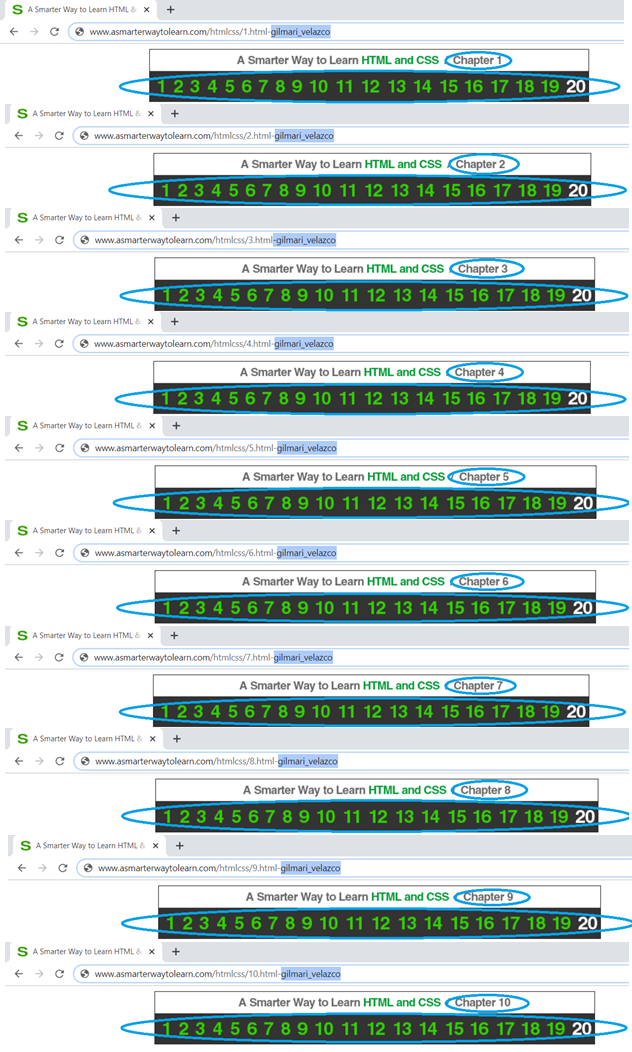 S A Smarter Way to Learn HTML &
www.asmarterwaytolearn.com/htmlcss/1.html-gilmari_velazco
A Smarter Way to Learn HTML and CSS Chapter 1
1 2 3 4 5 6 7 8 9 10 11 12 13 14 15 16 17 18 19 20
S A Smarter Way to Learn HTML &
www.asmarterwaytolearn.com/htmlcss/2.html-gilmari_velazco
A Smarter Way to Learn HTML and CSS Chapter 2
1 2 3 4 5 6 7 8 9 10 11 12 13 14 15 16 17 18 19 20
S A Smarter Way to Learn HTML &
www.asmarterwaytolearn.com/htmlcss/3.html-gilmari_velazco
A Smarter Way to Learn HTML and CSS Chapter 3
1 2 3 4 5 6 7 8 9 10 11 12 13 14 15 16 17 18 19 20
S A Smarter Way to Learn HTML &
www.asmarterwaytolearn.com/htmlcss/4.html-gilmari_velazco
A Smarter Way to Learn HTML and CSS Chapter 4
1 2 3 4 5 6 7 8 9 10 11 12 13 14 15 16 17 18 19 20
S A Smarter Way to Learn HTML &
www.asmarterwaytolearn.com/htmlcss/5.html-gilmari_velazco
A Smarter Way to Learn HTML and CSS Chapter 5
1 2 3 4 5 6 7 8 9 10 11 12 13 14 15 16 17 18 19 20
S A Smarter Way to Learn HTML &
www.asmarterwaytolearn.com/htmlcss/6.html-gilmari_velazco
A Smarter Way to Learn HTML and CSS Chapter 6
1 2 3 4 5 6 7 8 9 10 11 12 13 14 15 16 17 18 19 20
S A Smarter Way to Learn HTML &
www.asmarterwaytolearn.com/htmlcss/7.html-gilmari_velazco
A Smarter Way to Learn HTML and CSS Chapter 7
1 2 3 4 5 6 7 8 9 10 11 12 13 14 15 16 17 18 19 20
S A Smarter Way to Learn HTML &
www.asmarterwaytolearn.com/htmlcss/8.html-gilmari_velazco
A Smarter Way to Learn HTML and CSS Chapter 8
1 2 3 4 5 6 7 8 9 10 11 12 13 14 15 16 17 18 19 20
S A Smarter Way to Learn HTML &
www.asmarterwaytolearn.com/htmlcss/9.html-gilmari_velazco
A Smarter Way to Learn HTML and CSS Chapter 9
1 2 3 4 5 6 7 8 9 10 11 12 13 14 15 16 17 18 19 20
S A Smarter Way to Learn HTML &
www.asmarterwaytolearn.com/htmlcss/10.html-gilmari_velazco
A Smarter Way to Learn HTML and CSS Chapter 10
1 2 3 4 5 6 7 8 9 10 11 12 13 14 15 16 17 18 19 20